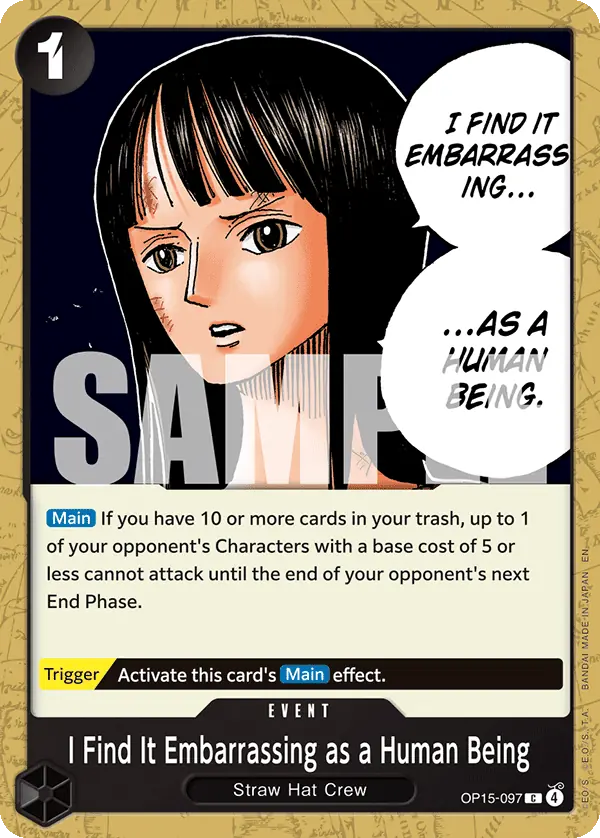 1
I FIND IT
EMBARRASS
ING...
...AS A
HUMAN
BEING.
SAMPLE
Main If you have 10 or more cards in your trash, up to 1
of your opponent's Characters with a base cost of 5 or
less cannot attack until the end of your opponent's next
End Phase.
Trigger Activate this card's Main effect.
EVENT
I Find It Embarrassing as a Human Being
Straw Hat Crew
OP15-097 C 4
©E.O./S. ©E.O./S.,T.A. BANDAI MADE IN JAPAN EN